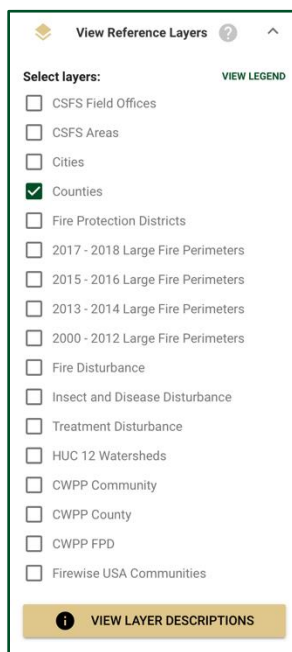 View Reference Layers ?
Select layers: VIEW LEGEND
CSFS Field Offices
CSFS Areas
Cities
Counties
Fire Protection Districts
2017 - 2018 Large Fire Perimeters
2015 - 2016 Large Fire Perimeters
2013 - 2014 Large Fire Perimeters
2000 - 2012 Large Fire Perimeters
Fire Disturbance
Insect and Disease Disturbance
Treatment Disturbance
HUC 12 Watersheds
CWPP Community
CWPP County
CWPP FPD
Firewise USA Communities
i VIEW LAYER DESCRIPTIONS